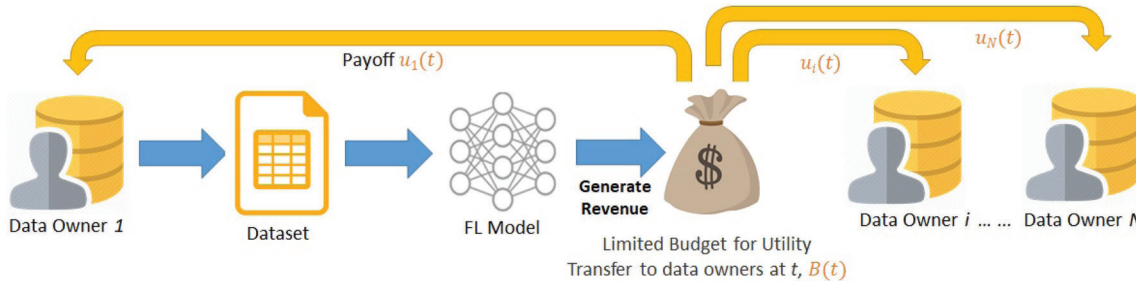 Payoff u₁(t)
uᵢ(t)
u_N(t)
Data Owner 1
Dataset
FL Model
Generate
Revenue
$
Limited Budget for Utility
Transfer to data owners at t, B(t)
Data Owner i ... ...
Data Owner